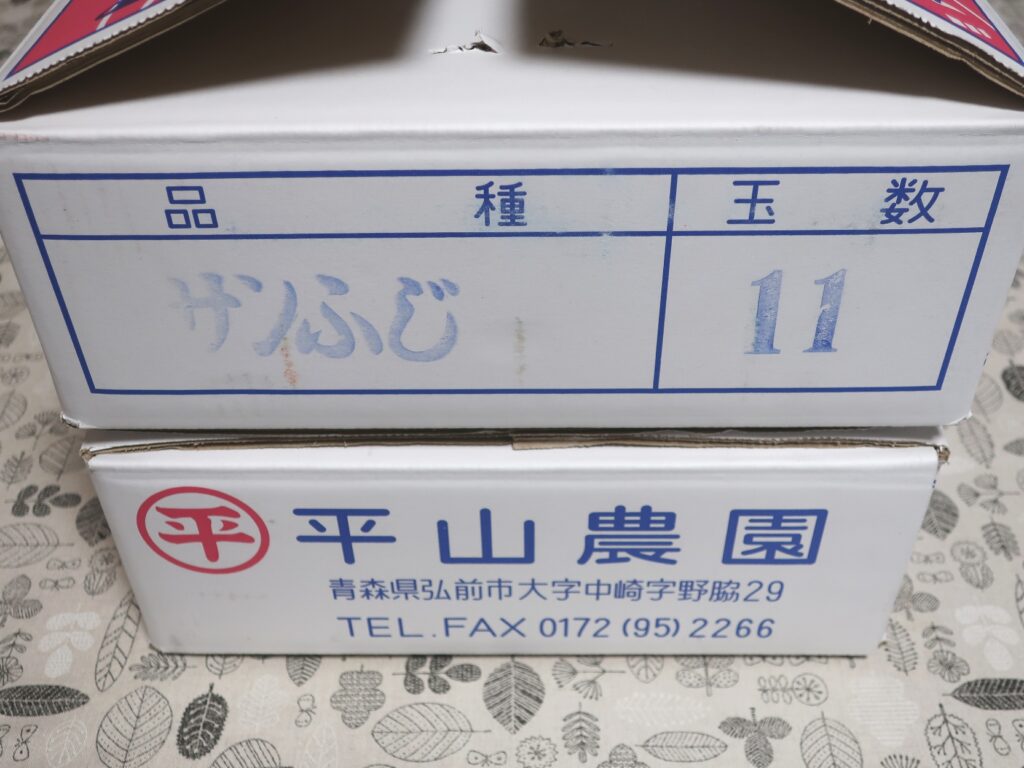 品種 玉数
サンふじ 11
平 平山農園
青森県弘前市大字中崎字野脇29
TEL.FAX 0172(95)2266